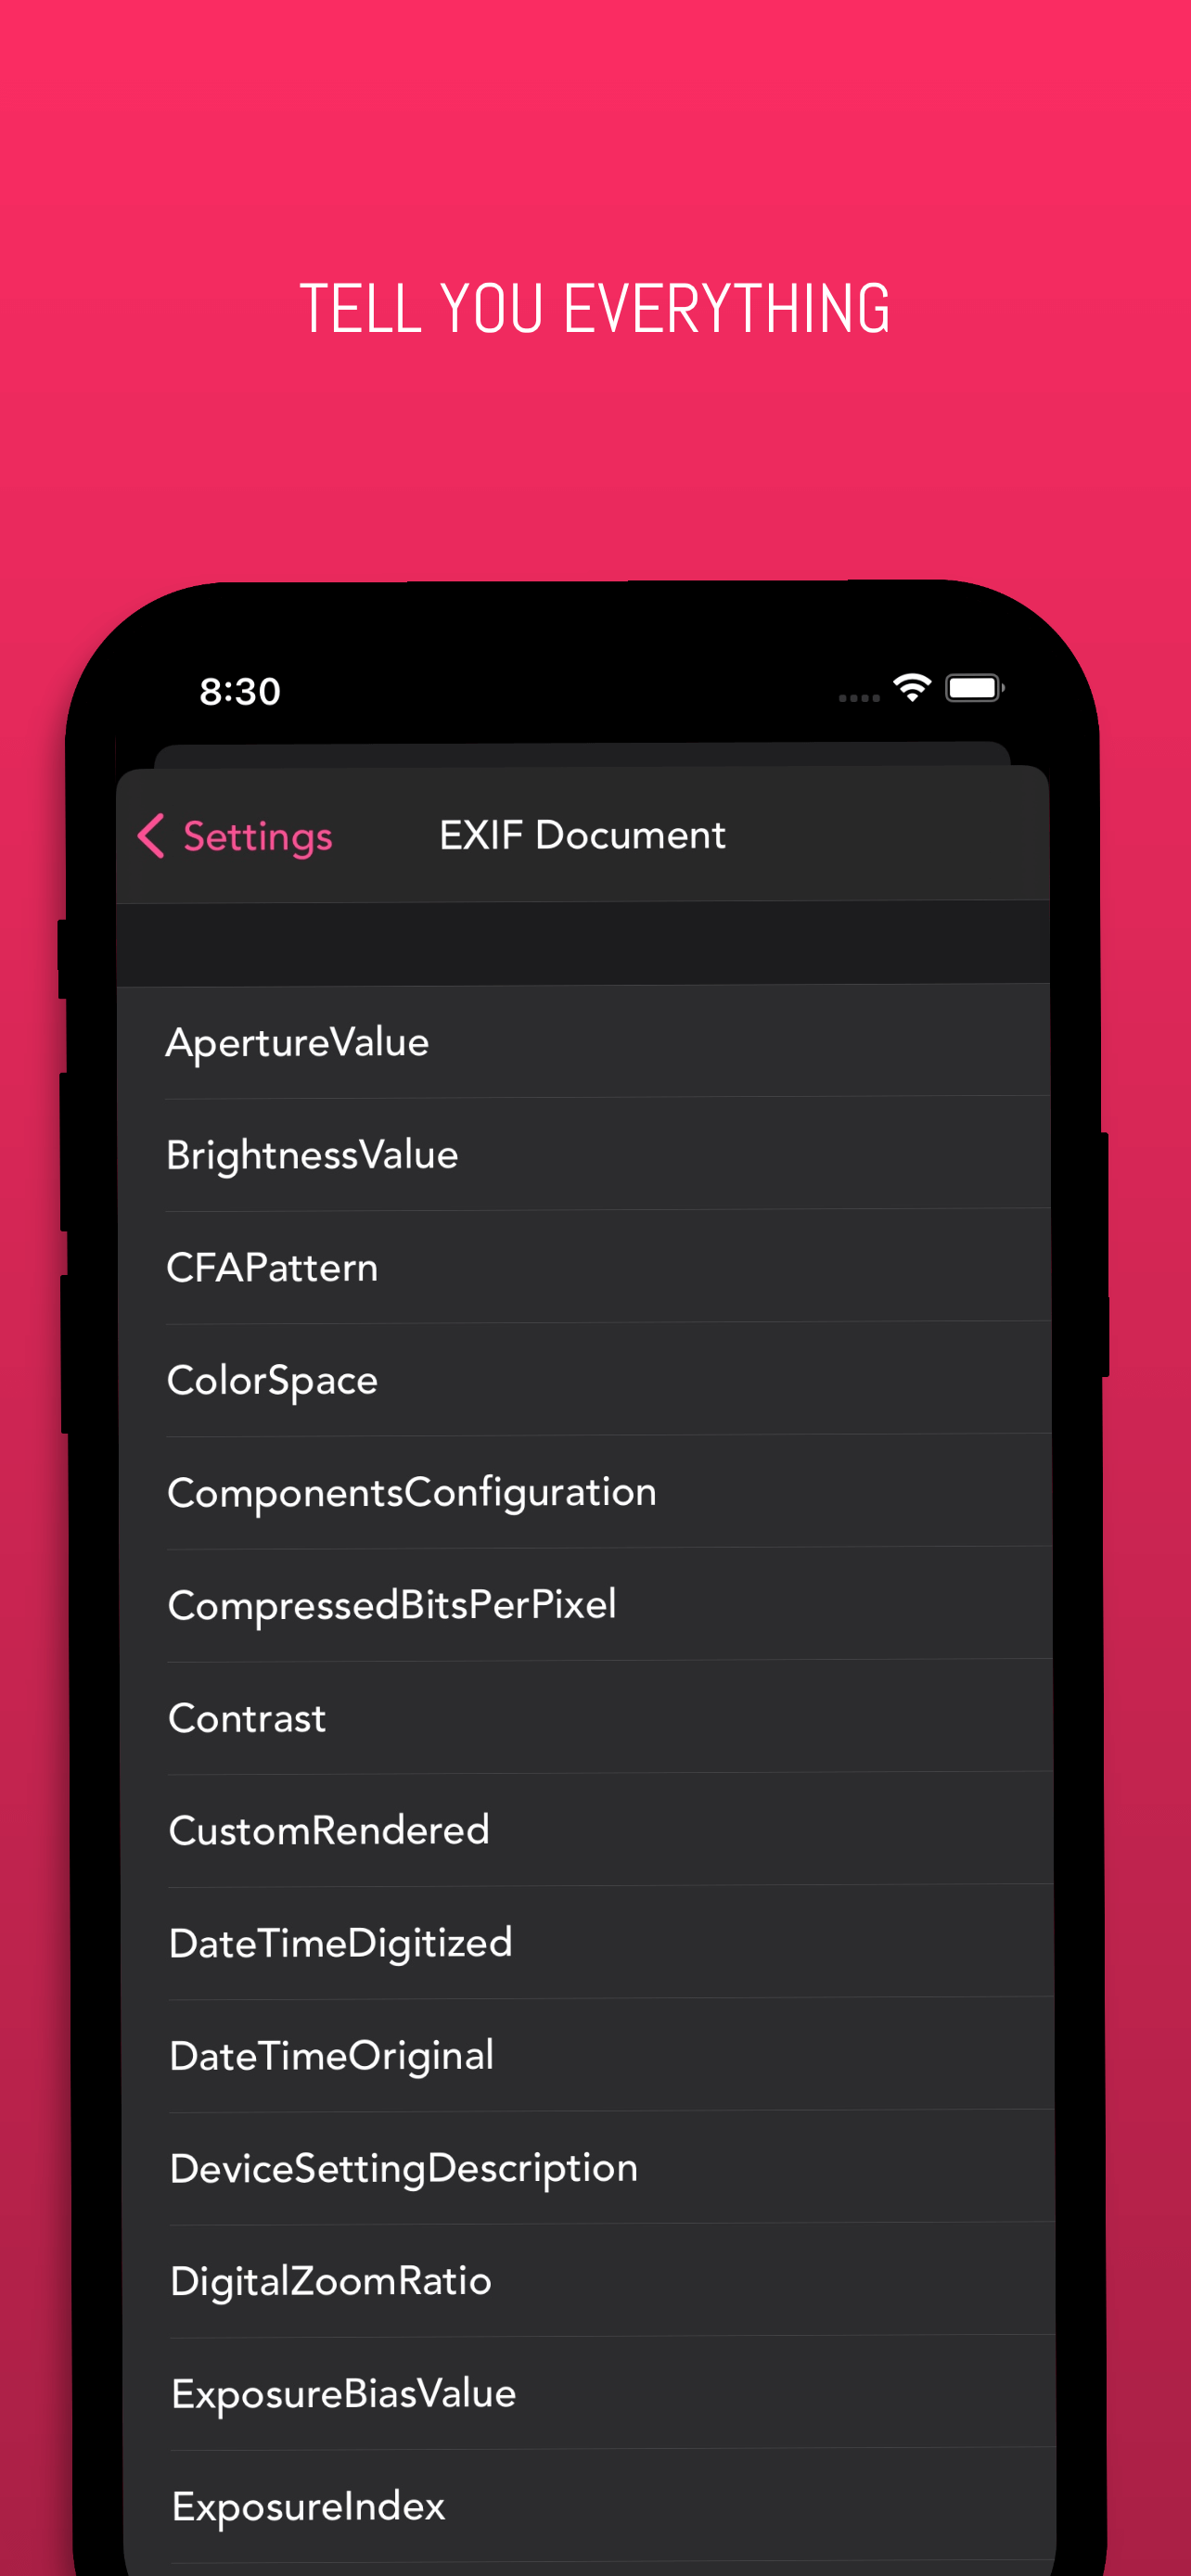 TELL YOU EVERYTHING
8:30
Settings
EXIF Document
ApertureValue
BrightnessValue
CFAPattern
ColorSpace
ComponentsConfiguration
CompressedBitsPerPixel
Contrast
CustomRendered
DateTimeDigitized
DateTimeOriginal
DeviceSettingDescription
DigitalZoomRatio
ExposureBiasValue
ExposureIndex